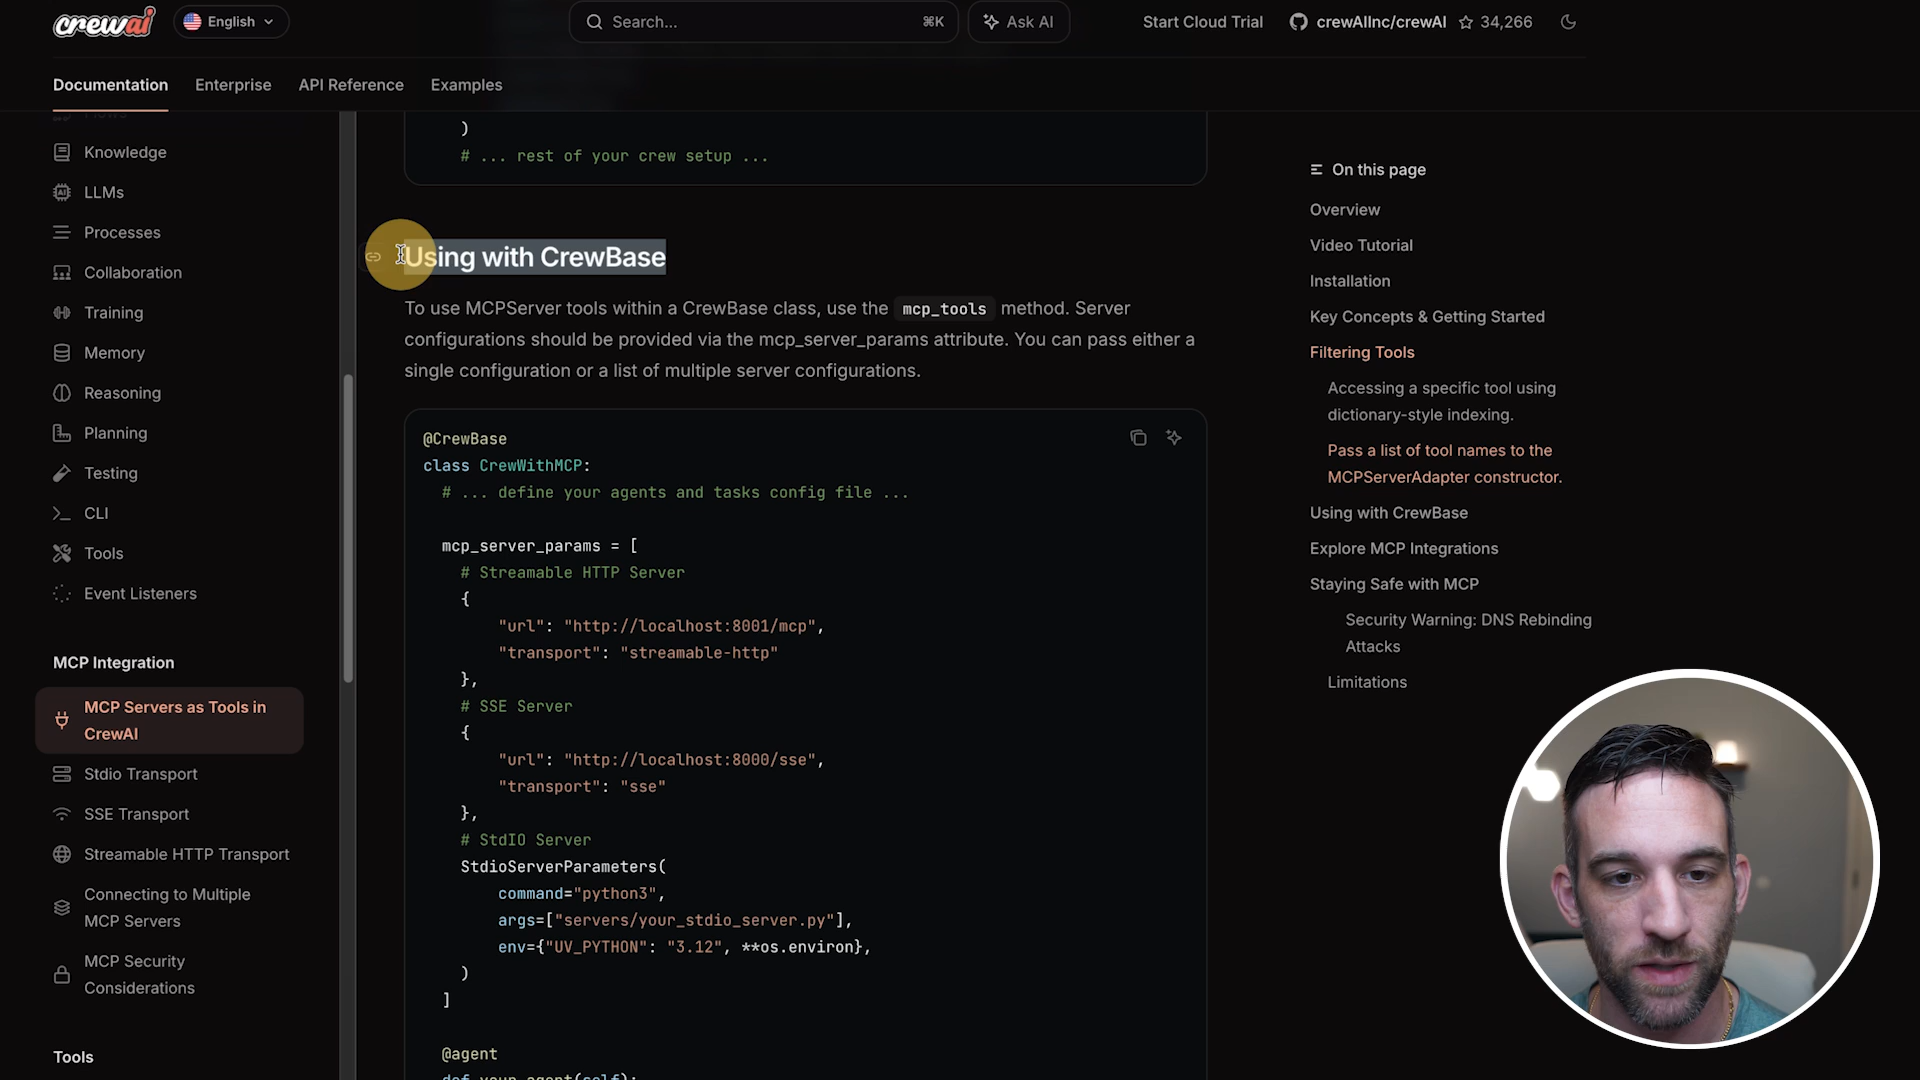 crewai
English
Search...
⌘K
Ask AI
Start Cloud Trial
crewAIInc/crewAI
34,266
Documentation
Enterprise
API Reference
Examples
Flows
Knowledge
LLMs
Processes
Collaboration
Training
Memory
Reasoning
Planning
Testing
CLI
Tools
Event Listeners
MCP Integration
MCP Servers as Tools in
CrewAI
Stdio Transport
SSE Transport
Streamable HTTP Transport
Connecting to Multiple
MCP Servers
MCP Security
Considerations
Tools
)
# ... rest of your crew setup ...
Using with CrewBase
To use MCPServer tools within a CrewBase class, use the mcp_tools method. Server
configurations should be provided via the mcp_server_params attribute. You can pass either a
single configuration or a list of multiple server configurations.
@CrewBase
class CrewWithMCP:
# ... define your agents and tasks config file ...
mcp_server_params = [
# Streamable HTTP Server
{
"url": "http://localhost:8001/mcp",
"transport": "streamable-http"
},
# SSE Server
{
"url": "http://localhost:8000/sse",
"transport": "sse"
},
# StdIO Server
StdioServerParameters(
command="python3",
args=["servers/your_stdio_server.py"],
env={"UV_PYTHON": "3.12", **os.environ},
)
]
@agent
def your_agent(self):
On this page
Overview
Video Tutorial
Installation
Key Concepts & Getting Started
Filtering Tools
Accessing a specific tool using
dictionary-style indexing.
Pass a list of tool names to the
MCPServerAdapter constructor.
Using with CrewBase
Explore MCP Integrations
Staying Safe with MCP
Security Warning: DNS Rebinding
Attacks
Limitations